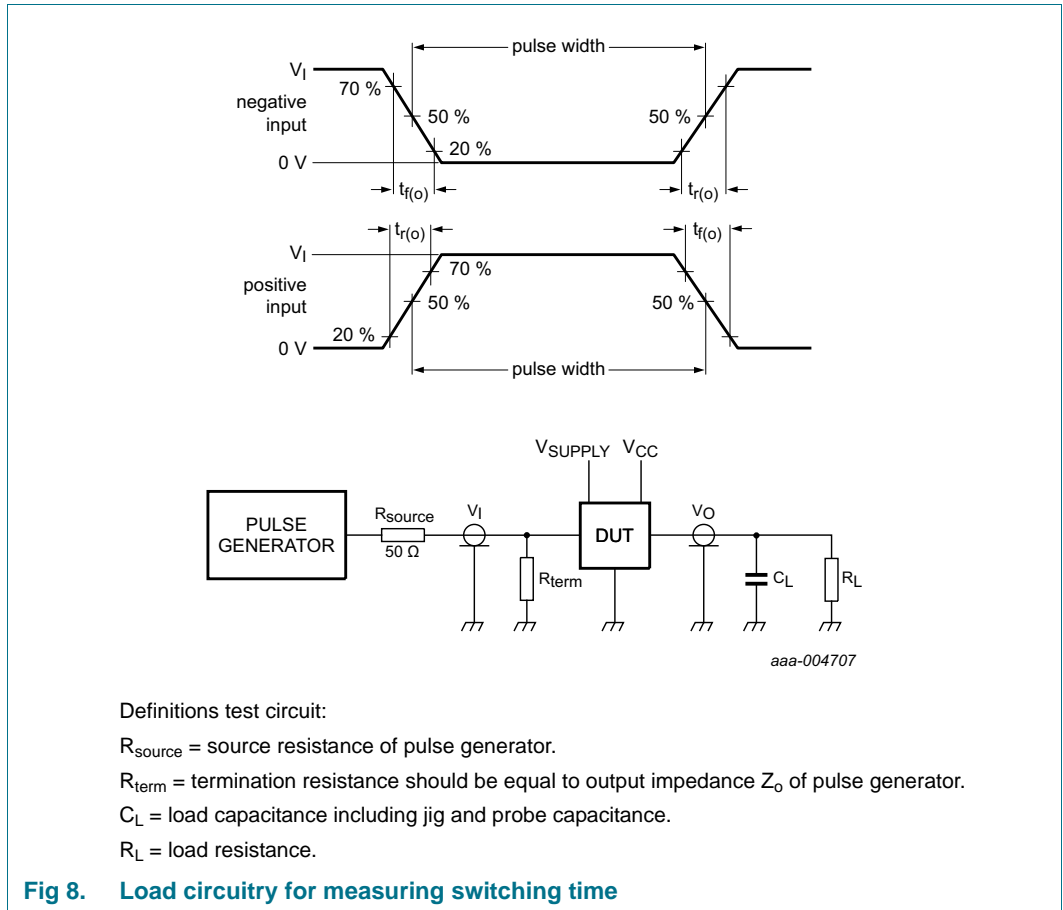 pulse width
V_I
70 %
negative
input
50 %
50 %
20 %
0 V
t_f(o)
t_r(o)
t_r(o)
t_f(o)
V_I
70 %
positive
input
50 %
50 %
20 %
0 V
pulse width
V_SUPPLY V_CC
PULSE
GENERATOR
R_source
50 Ω
V_I
DUT
V_O
R_term
C_L
R_L
aaa-004707
Definitions test circuit:
R_source = source resistance of pulse generator.
R_term = termination resistance should be equal to output impedance Z_o of pulse generator.
C_L = load capacitance including jig and probe capacitance.
R_L = load resistance.
Fig 8. Load circuitry for measuring switching time